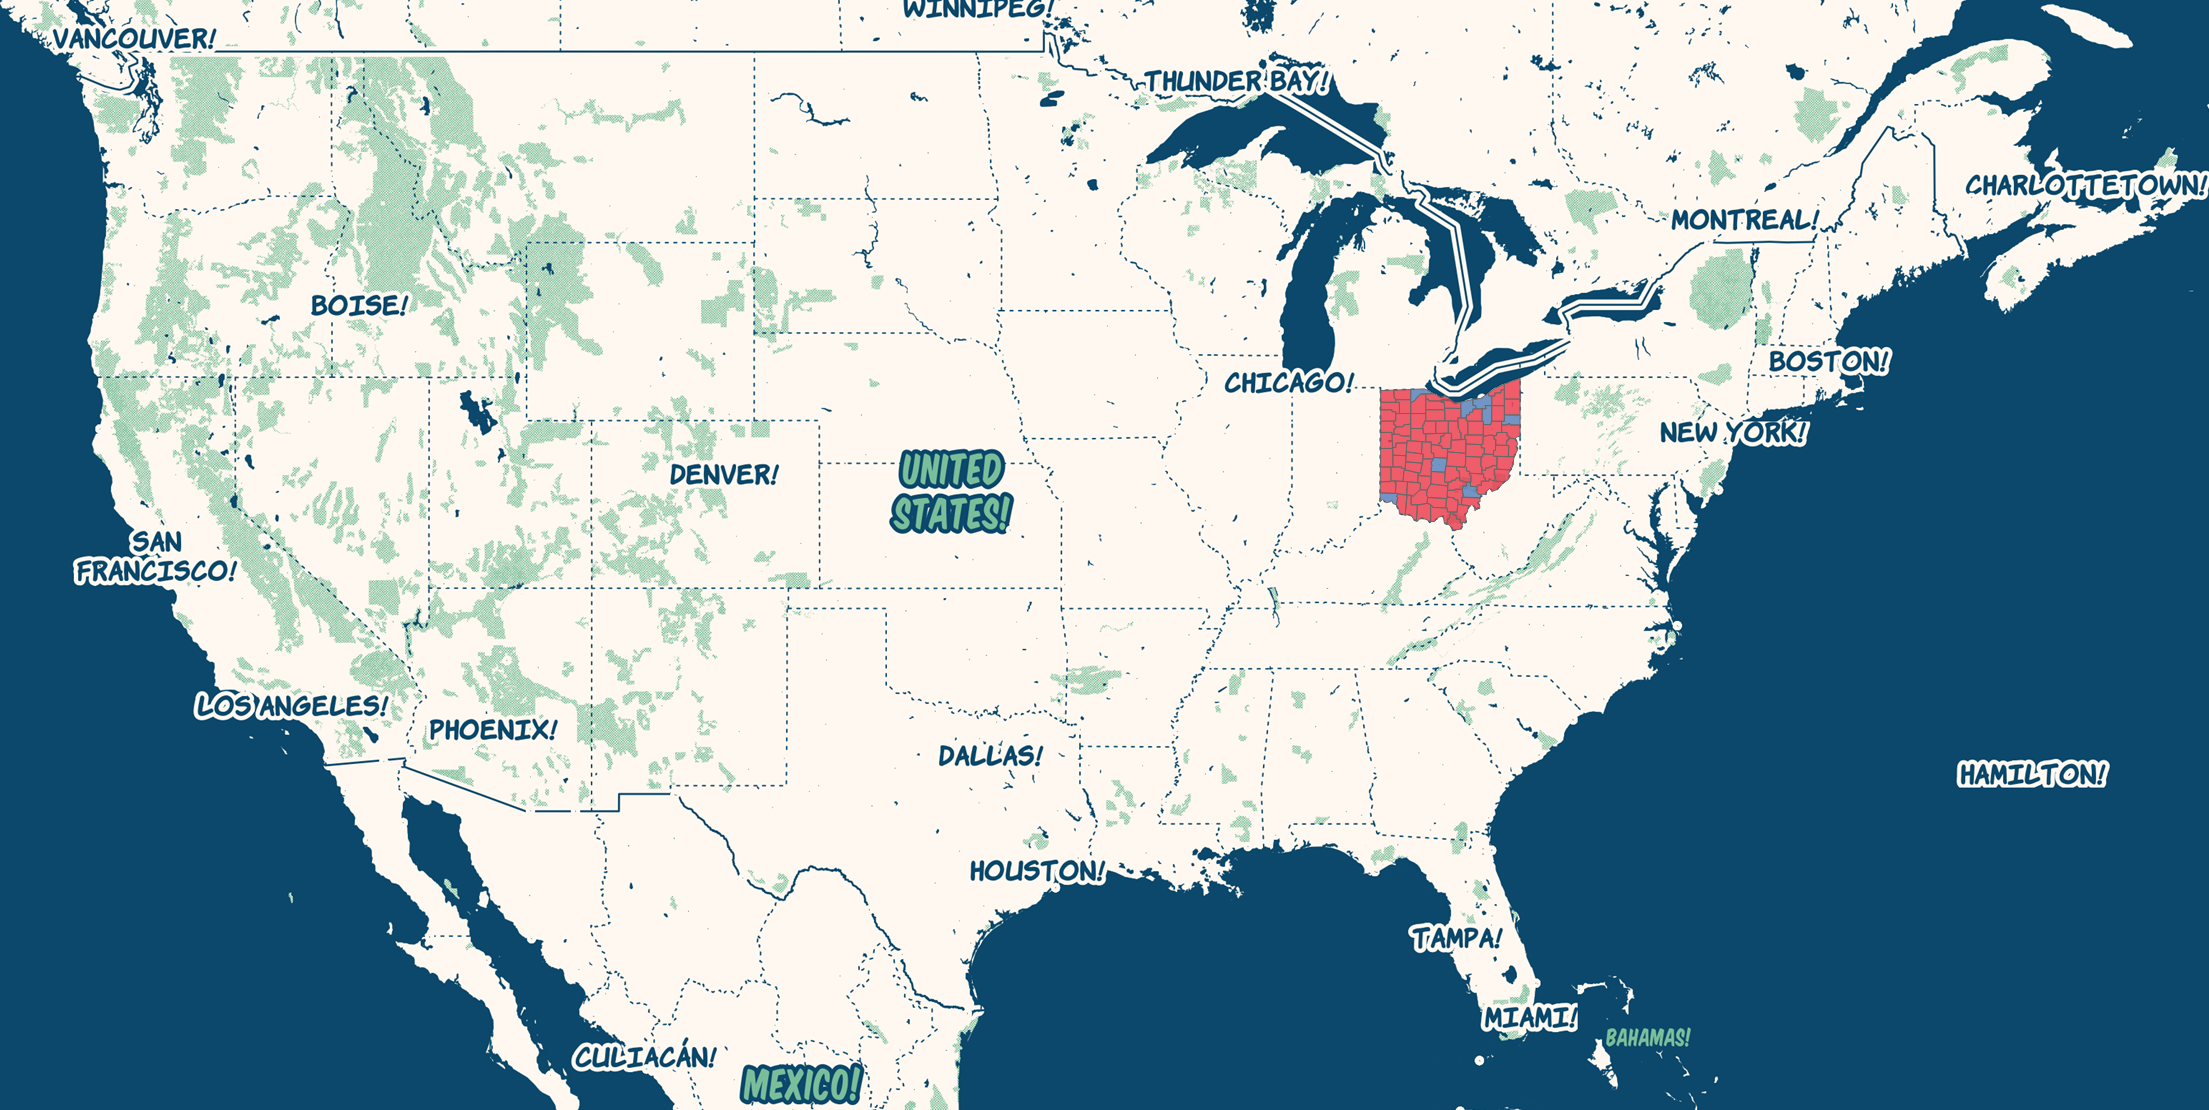 WINNIPEG!
VANCOUVER!
THUNDER BAY!
CHARLOTTETOWN!
MONTREAL!
BOISE!
BOSTON!
CHICAGO!
NEW YORK!
DENVER!
UNITED
STATES!
SAN
FRANCISCO!
LOS ANGELES!
PHOENIX!
DALLAS!
HAMILTON!
HOUSTON!
TAMPA!
MIAMI!
BAHAMAS!
CULIACÁN!
MEXICO!